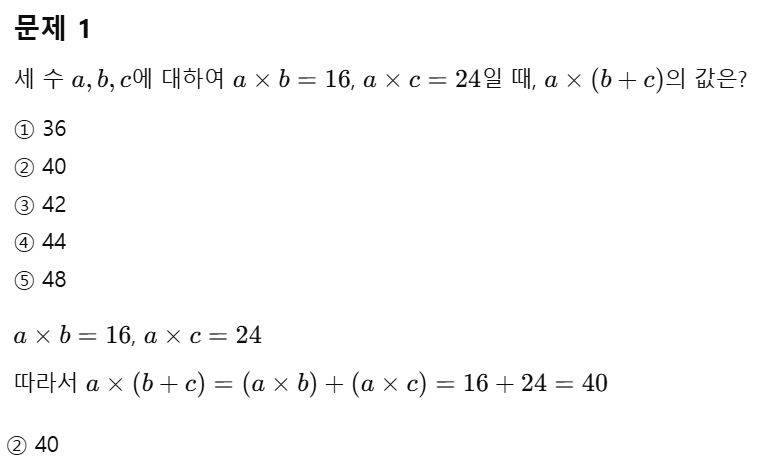 문제 1
세 수 a, b, c에 대하여 a × b = 16, a × c = 24일 때, a × (b + c)의 값은?
① 36
② 40
③ 42
④ 44
⑤ 48
a × b = 16, a × c = 24
따라서 a × (b + c) = (a × b) + (a × c) = 16 + 24 = 40
② 40